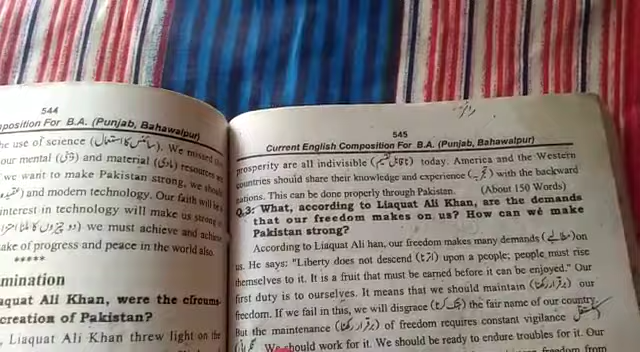 544
position For B.A. (Punjab, Bahawalpur)
he use of science (سائنس کا استعمال). We missed
our mental (ذہنی) and material (مادی) resources
we want to make Pakistan strong, we should
and modern technology. Our faith will be
interest in technology will make us strong
we must achieve and achieve
ake of progress and peace in the world also.
*****
mination
aquat Ali Khan, were the circums-
creation of Pakistan?
, Liaquat Ali Khan threw light on the
545
Current English Composition For B.A. (Punjab, Bahawalpur)
prosperity are all indivisible (ناقابل تقسیم) today. America and the Western
countries should share their knowledge and experience (تجربہ) with the backward
nations. This can be done properly through Pakistan. (About 150 Words)
Q.3: What, according to Liaquat Ali Khan, are the demands
that our freedom makes on us? How can we make
Pakistan strong?
According to Liaquat Ali han, our freedom makes many demands (مطالبے) on
us. He says: "Liberty does not descend (اترنا) upon a people; people must rise
themselves to it. It is a fruit that must be earned before it can be enjoyed." Our
first duty is to ourselves. It means that we should maintain (برقرار رکھنا) our
freedom. If we fail in this, we will disgrace the fair name of our country.
But the maintenance (برقرار رکھنا) of freedom requires constant vigilance
We should work for it. We should be ready to endure troubles for it. Our
freedom from